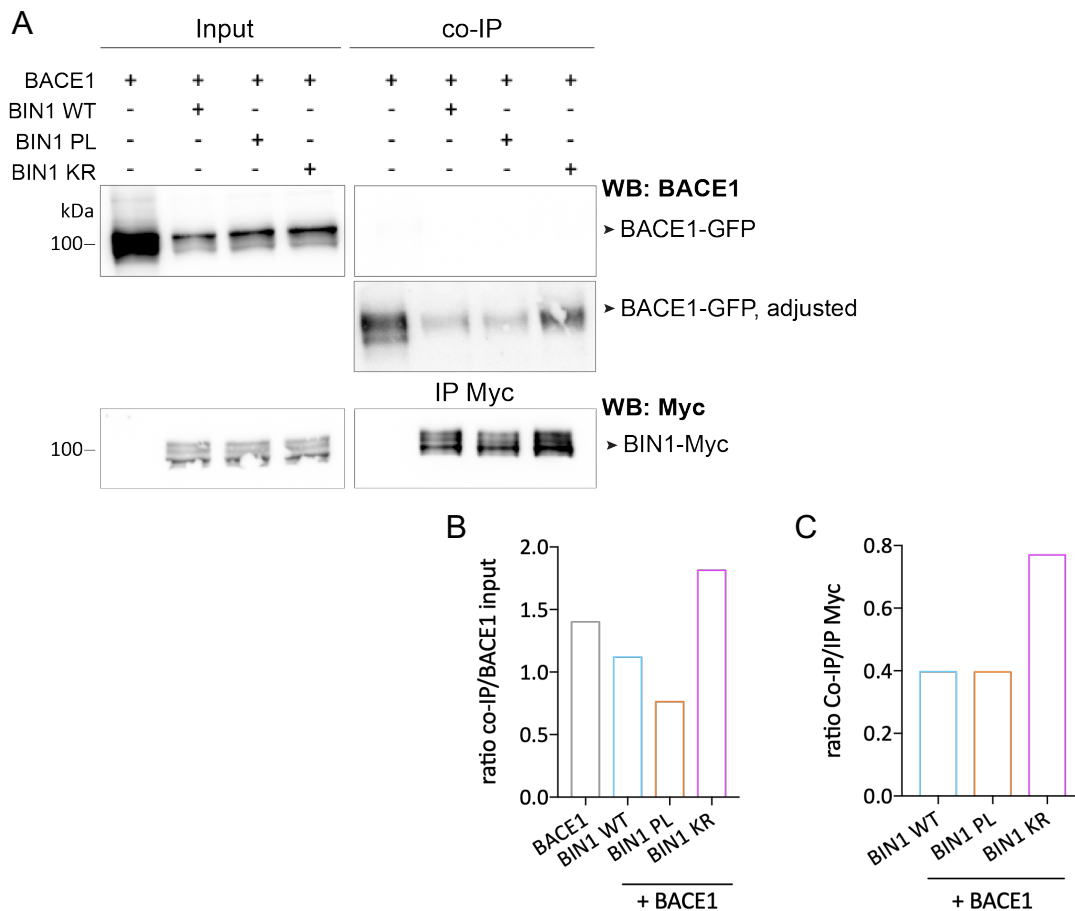 A
Input co-IP
BACE1 + + + + + + + +
BIN1 WT - + - - - + - -
BIN1 PL - - + - - - + -
BIN1 KR - - - + - - - +
WB: BACE1
kDa
100
➤ BACE1-GFP
➤ BACE1-GFP, adjusted
IP Myc
WB: Myc
100
➤ BIN1-Myc
B
ratio co-IP/BACE1 input
2.0
1.5
1.0
0.5
0.0
BACE1
BIN1 WT
BIN1 PL
BIN1 KR
+ BACE1
C
ratio Co-IP/IP Myc
0.8
0.6
0.4
0.2
0.0
BIN1 WT
BIN1 PL
BIN1 KR
+ BACE1